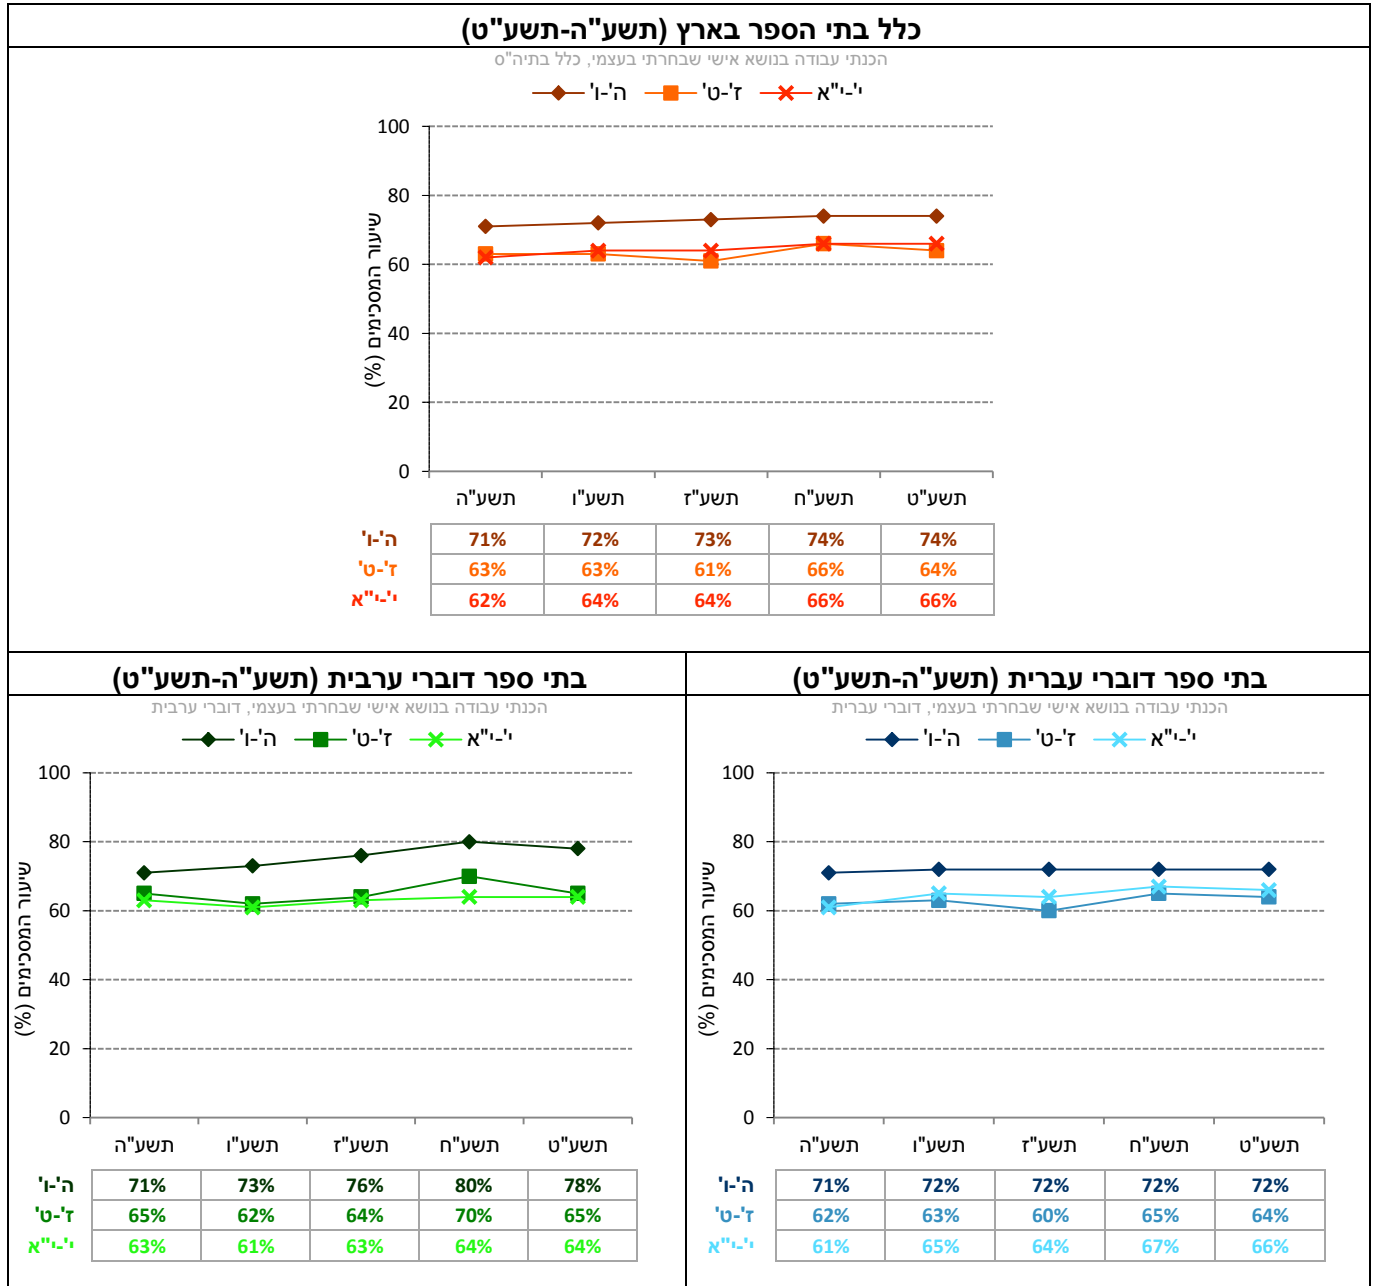 כלל בתי הספר בארץ (תשע"ה-תשע"ט)
הכנתי עבודה בנושא אישי שבחרתי בעצמי, כלל בתיה"ס
ה'-ו' ז'-ט' י'-י"א
שיעור המסכימים (%)
100
80
60
40
20
0
תשע"ה תשע"ו תשע"ז תשע"ח תשע"ט
ה'-ו' 71% 72% 73% 74% 74%
ז'-ט' 63% 63% 61% 66% 64%
י'-י"א 62% 64% 64% 66% 66%
בתי ספר דוברי עברית (תשע"ה-תשע"ט)
הכנתי עבודה בנושא אישי שבחרתי בעצמי, דוברי עברית
ה'-ו' ז'-ט' י'-י"א
שיעור המסכימים (%)
100
80
60
40
20
0
תשע"ה תשע"ו תשע"ז תשע"ח תשע"ט
ה'-ו' 71% 72% 72% 72% 72%
ז'-ט' 62% 63% 60% 65% 64%
י'-י"א 61% 65% 64% 67% 66%
בתי ספר דוברי ערבית (תשע"ה-תשע"ט)
הכנתי עבודה בנושא אישי שבחרתי בעצמי, דוברי ערבית
ה'-ו' ז'-ט' י'-י"א
שיעור המסכימים (%)
100
80
60
40
20
0
תשע"ה תשע"ו תשע"ז תשע"ח תשע"ט
ה'-ו' 71% 73% 76% 80% 78%
ז'-ט' 65% 62% 64% 70% 65%
י'-י"א 63% 61% 63% 64% 64%